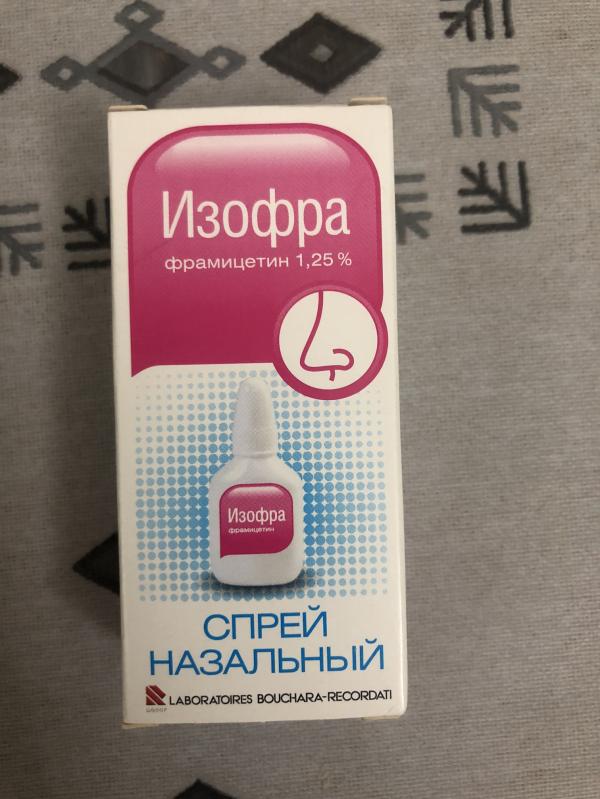 Изофра
фрамицетин 1,25 %
Изофра
фрамицетин
СПРЕЙ
НАЗАЛЬНЫЙ
LABORATOIRES BOUCHARA-RECORDATI